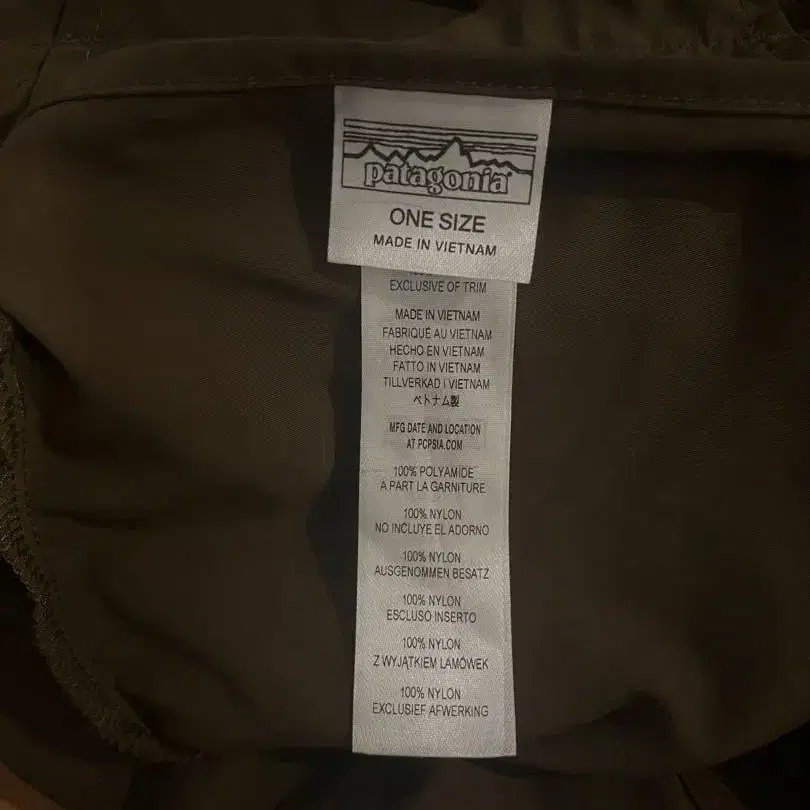 patagonia
ONE SIZE
MADE IN VIETNAM
EXCLUSIVE OF TRIM
MADE IN VIETNAM
FABRIQUÉ AU VIETNAM
HECHO EN VIETNAM
FATTO IN VIETNAM
TILLVERKAD I VIETNAM
ベトナム製
MFG DATE AND LOCATION
AT PCPSIA.COM
100% POLYAMIDE
A PART LA GARNITURE
100% NYLON
NO INCLUYE EL ADORNO
100% NYLON
AUSGENOMMEN BESATZ
100% NYLON
ESCLUSO INSERTO
100% NYLON
Z WYJĄTKIEM LAMÓWEK
100% NYLON
EXCLUSIEF AFWERKING